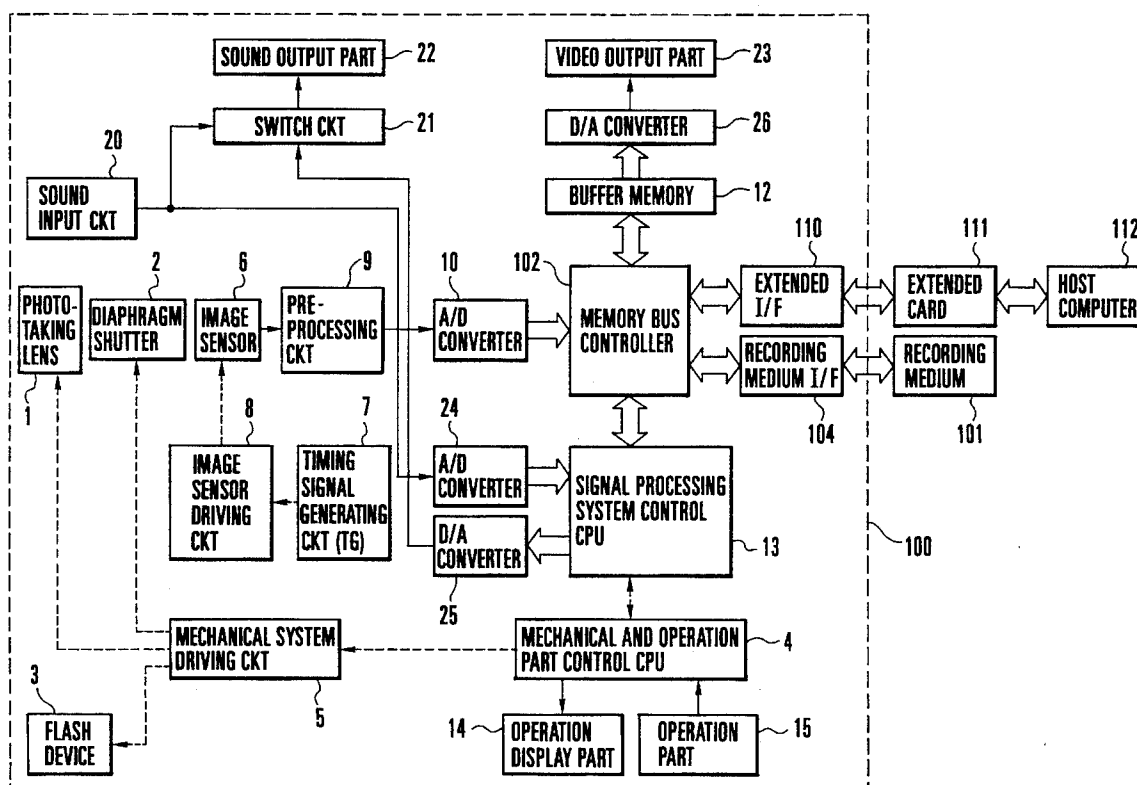 SOUND OUTPUT PART
22
VIDEO OUTPUT PART
23
SWITCH CKT
21
D/A CONVERTER
26
20
SOUND
INPUT CKT
BUFFER MEMORY
12
1
PHOTO-
TAKING
LENS
2
DIAPHRAGM
SHUTTER
6
IMAGE
SENSOR
9
PRE-
PROCESSING
CKT
10
A/D
CONVERTER
102
MEMORY BUS
CONTROLLER
110
EXTENDED
I/F
111
EXTENDED
CARD
112
HOST
COMPUTER
RECORDING
MEDIUM I/F
104
RECORDING
MEDIUM
101
8
IMAGE
SENSOR
DRIVING
CKT
7
TIMING
SIGNAL
GENERATING
CKT (TG)
24
A/D
CONVERTER
D/A
CONVERTER
25
SIGNAL PROCESSING
SYSTEM CONTROL
CPU
13
100
MECHANICAL SYSTEM
DRIVING CKT
5
MECHANICAL AND OPERATION
PART CONTROL CPU
4
3
FLASH
DEVICE
14
OPERATION
DISPLAY PART
OPERATION
PART
15